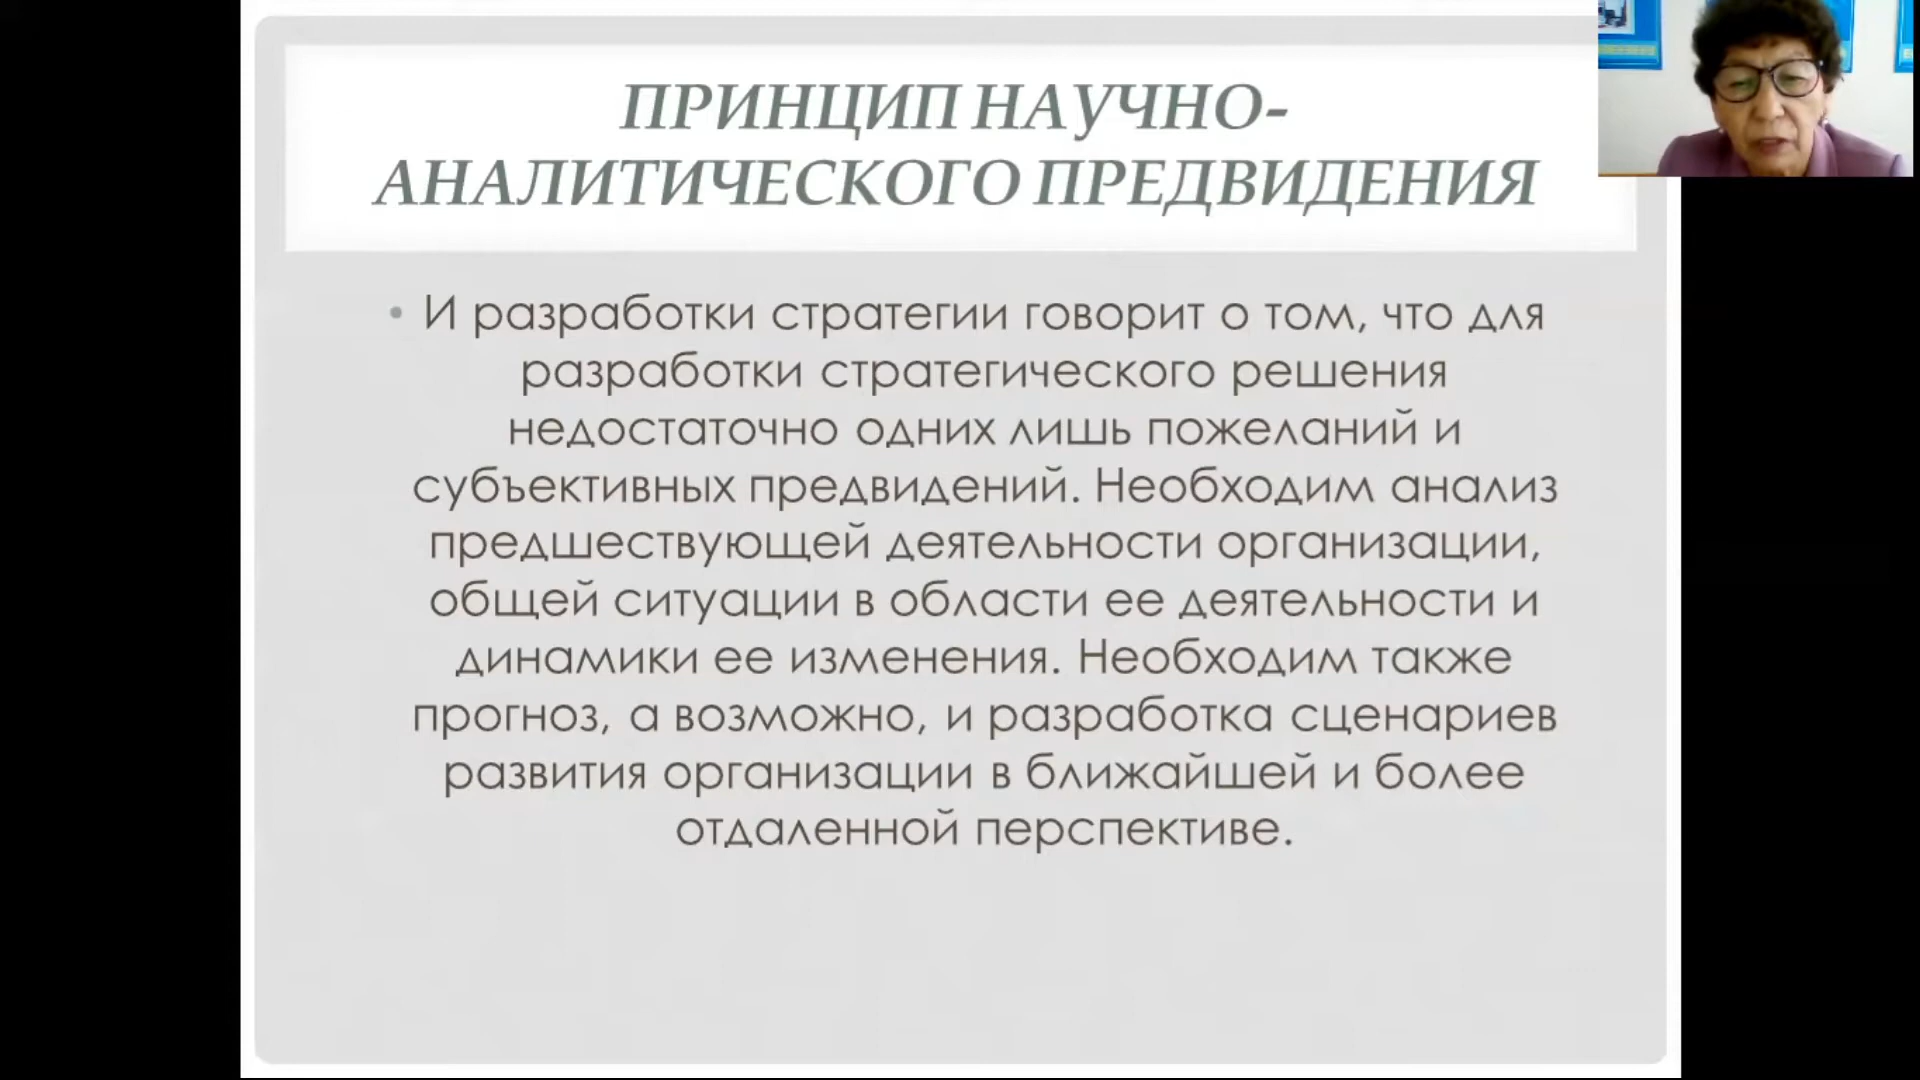 ПРИНЦИП НАУЧНО-
АНАЛИТИЧЕСКОГО ПРЕДВИДЕНИЯ
• И разработки стратегии говорит о том, что для
разработки стратегического решения
недостаточно одних лишь пожеланий и
субъективных предвидений. Необходим анализ
предшествующей деятельности организации,
общей ситуации в области ее деятельности и
динамики ее изменения. Необходим также
прогноз, а возможно, и разработка сценариев
развития организации в ближайшей и более
отдаленной перспективе.